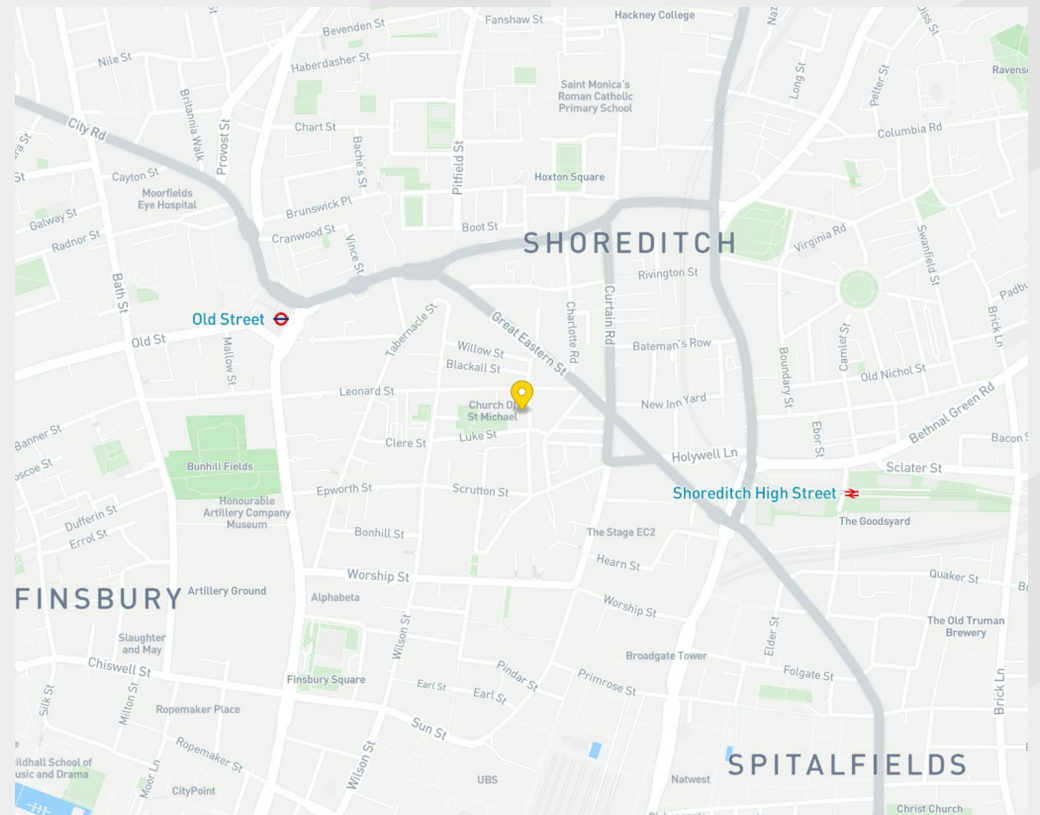 Fanshaw St
Hackney College
Bevenden St
Nile St
Haberdasher St
Long St
Pelter St
Diss St
Saint Monica's
Roman Catholic
Primary School
City Rd
Britannia Walk
Provost St
Chart St
Bache's St
Pitfield St
Columbia Rd
Cayton St
Moorfields
Eye Hospital
Hoxton Square
Galway St
Radnor St
Brunswick Pl
Cranwood St
Vince St
Boot St
SHOREDITCH
Virginia Rd
Swanfield St
Rivington St
Bath St
Old Street
Old St
Mallow St
Tabernacle St
Great Eastern St
Charlotte Rd
Curtain Rd
Brick Ln
Willow St
Blackall St
Bateman's Row
Boundary St
Camlet St
Old Nichol St
Leonard St
Church Of
St Michael
New Inn Yard
Bethnal Green Rd
Banner St
Clere St
Luke St
Ebor St
Bunhill Fields
Holywell Ln
Sclater St
Epworth St
Scrutton St
Shoreditch High Street
Honourable
Artillery Company
Museum
Dufferin St
Errol St
Bonhill St
The Stage EC2
The Goodsyard
Hearn St
Worship St
Quaker St
FINSBURY
Artillery Ground
Alphabeta
Worship St
Wilson St
Elder St
The Old Truman
Brewery
Slaughter
and May
Broadgate Tower
Chiswell St
Finsbury Square
Earl St
Earl St
Pindar St
Primrose St
Folgate St
Silk St
Milton St
Ropemaker Place
Brick Ln
Sun St
Ropemaker St
Wilson St
SPITALFIELDS
Moor Ln
CityPoint
UBS
Natwest
Christ Church